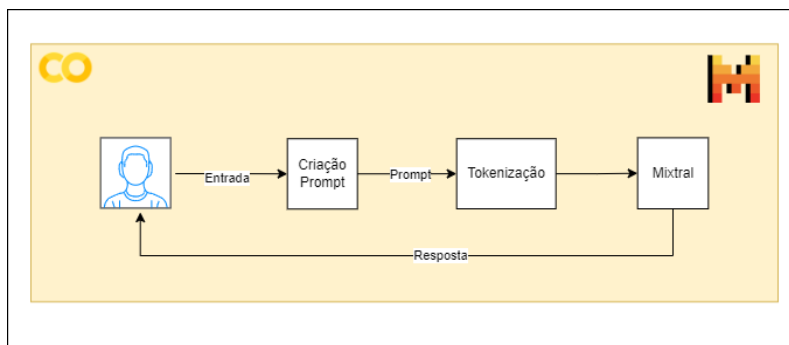 CO
Entrada
Criação
Prompt
Prompt
Tokenização
Mixtral
Resposta